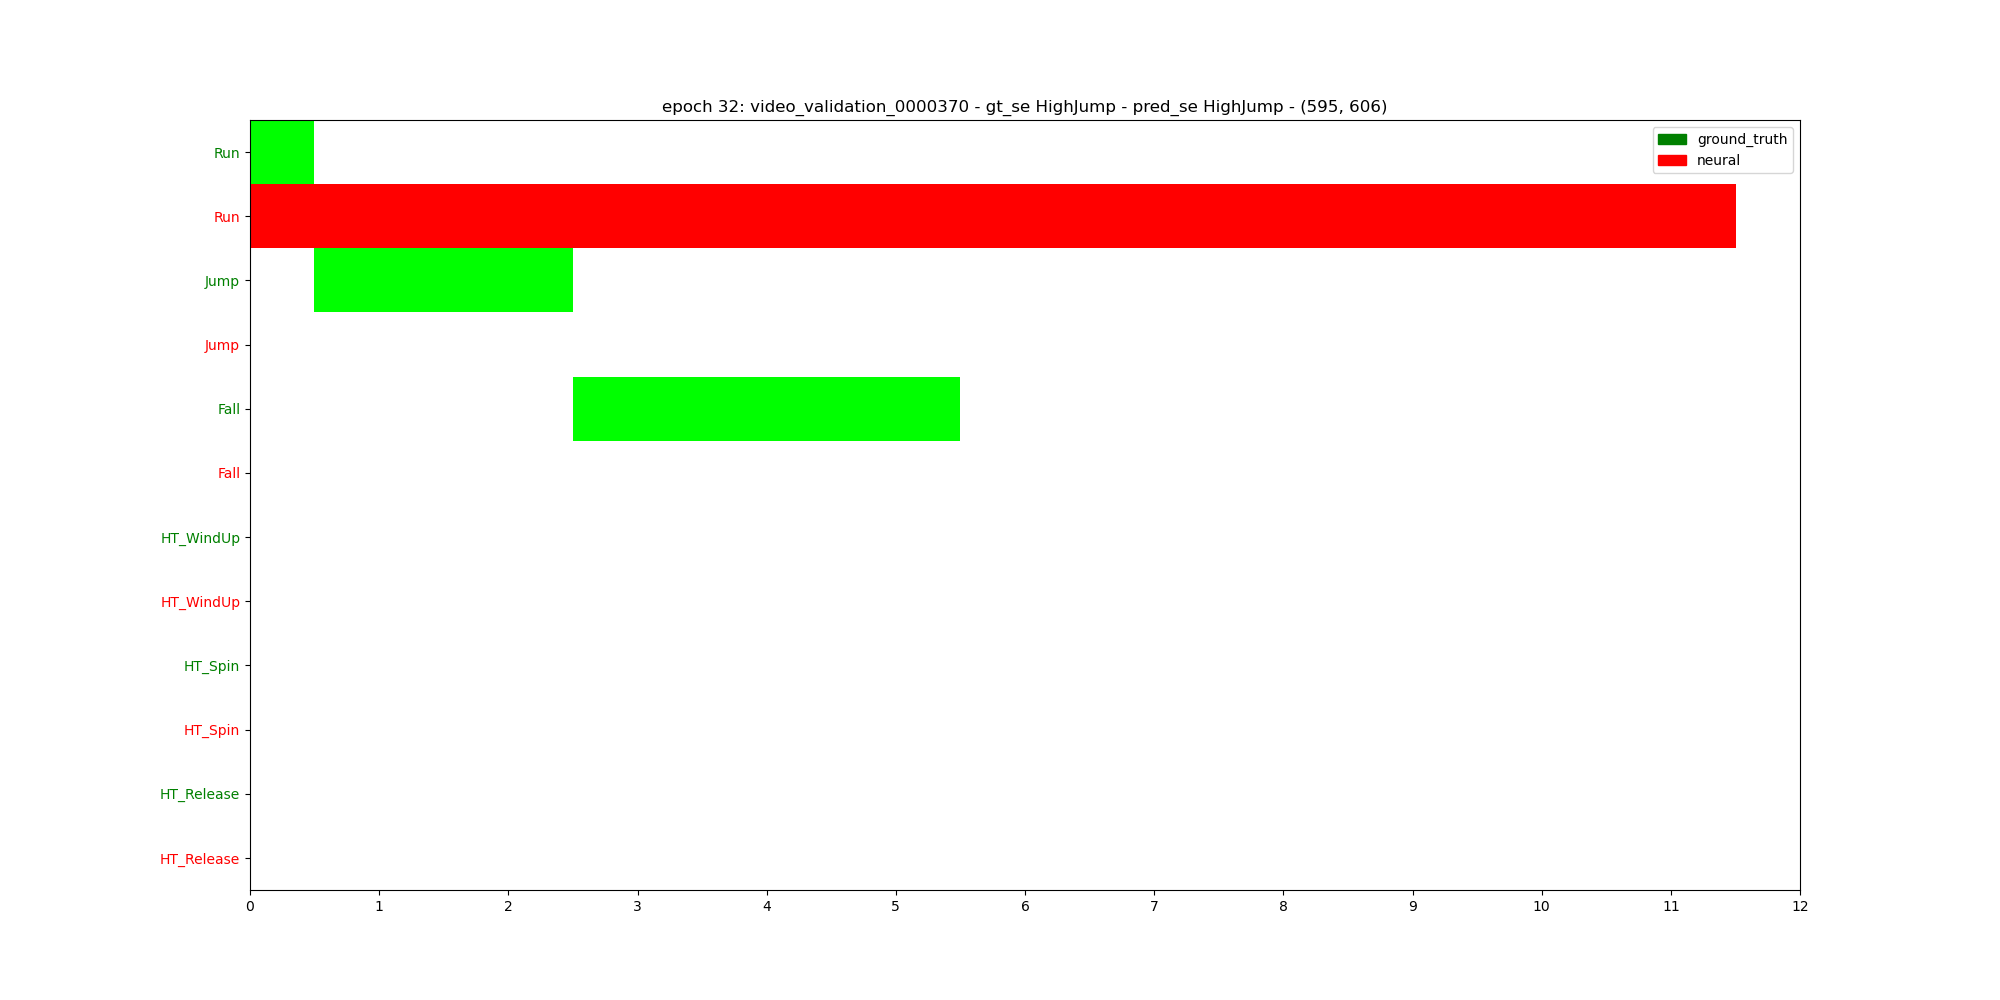 epoch 32: video_validation_0000370 - gt_se HighJump - pred_se HighJump - (595, 606)
ground_truth
neural
Run
Run
Jump
Jump
Fall
Fall
HT_WindUp
HT_WindUp
HT_Spin
HT_Spin
HT_Release
HT_Release
0 1 2 3 4 5 6 7 8 9 10 11 12